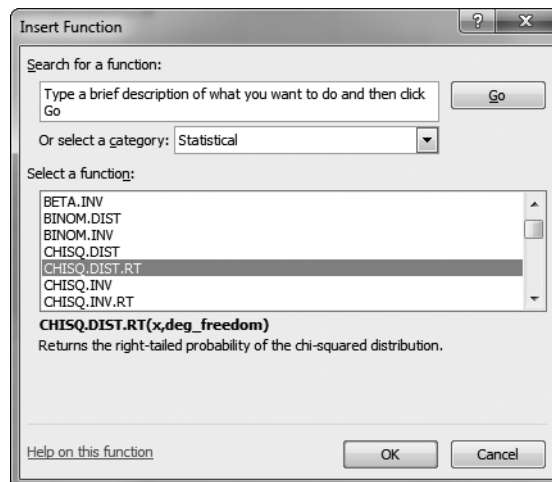 Insert Function
?
X
Search for a function:
Type a brief description of what you want to do and then click
Go
Go
Or select a category: Statistical
Select a function:
BETA.INV
BINOM.DIST
BINOM.INV
CHISQ.DIST
CHISQ.DIST.RT
CHISQ.INV
CHISQ.INV.RT
CHISQ.DIST.RT(x,deg_freedom)
Returns the right-tailed probability of the chi-squared distribution.
Help on this function
OK
Cancel